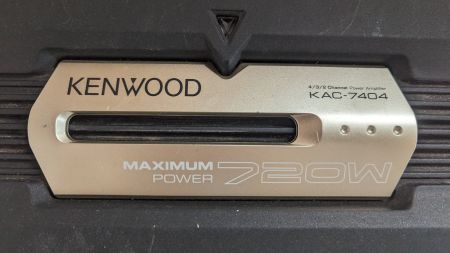 KENWOOD
4/3/2 Channel Power Amplifier
KAC-7404
MAXIMUM
POWER
720W